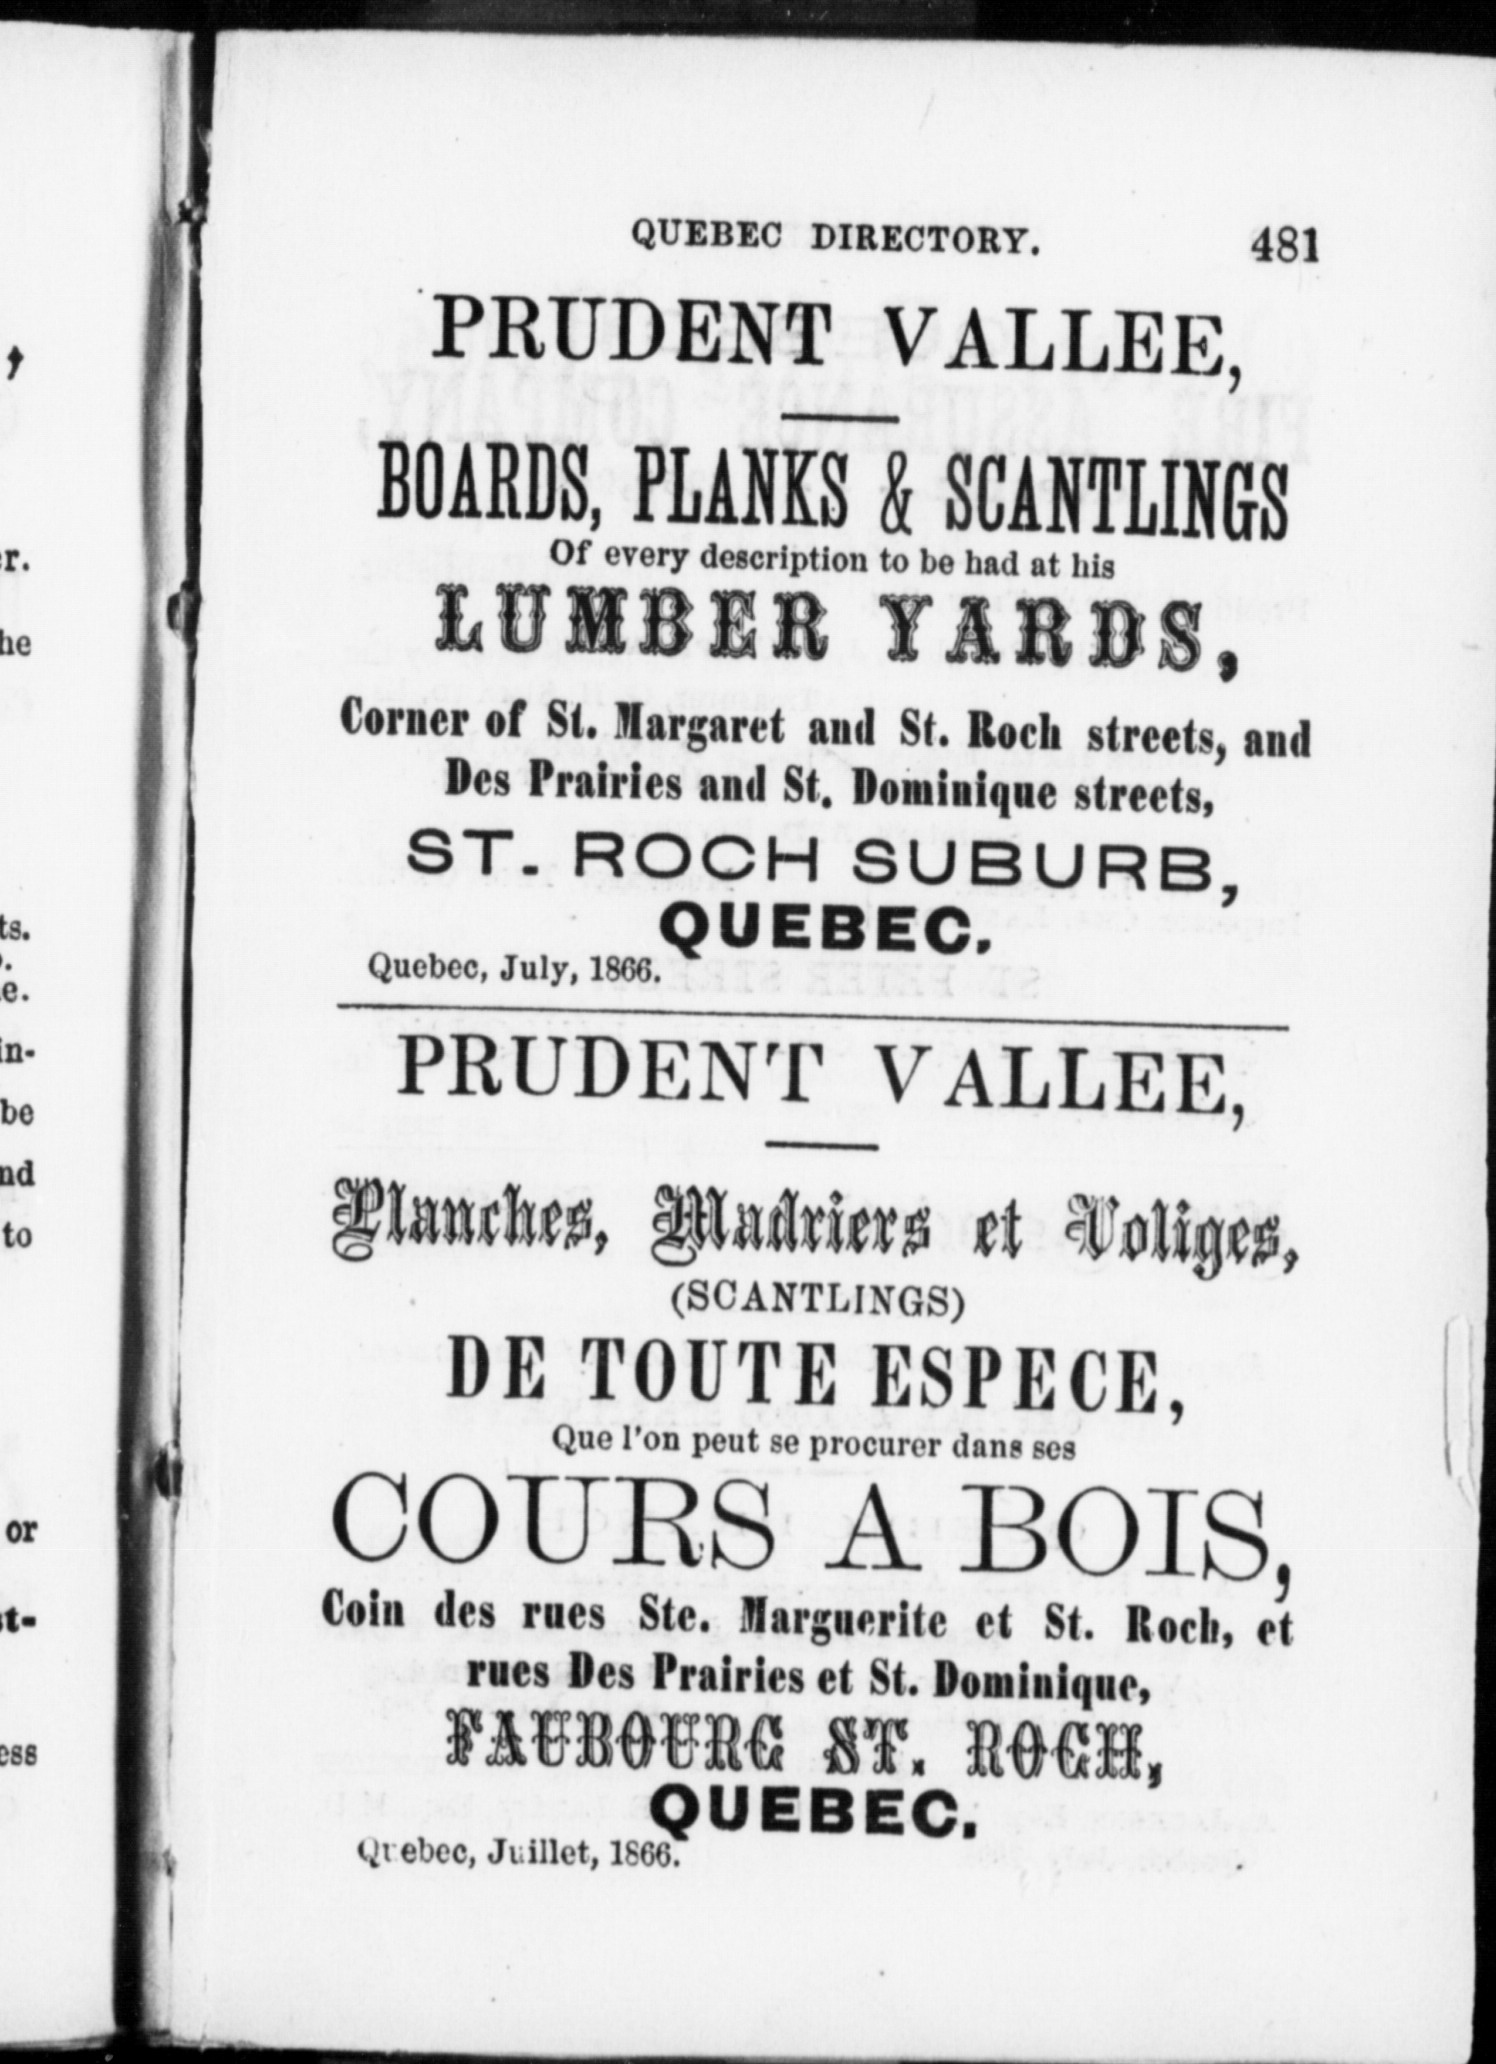 QUEBEC DIRECTORY. 481
PRUDENT VALLEE,
BOARDS, PLANKS & SCANTLINGS
Of every description to be had at his
LUMBER YARDS,
Corner of St. Margaret and St. Roch streets, and
Des Prairies and St. Dominique streets,
ST. ROCH SUBURB,
QUEBEC.
Quebec, July, 1866.
PRUDENT VALLEE,
Planches, Madriers et Voliges,
(SCANTLINGS)
DE TOUTE ESPECE,
Que l'on peut se procurer dans ses
COURS A BOIS,
Coin des rues Ste. Marguerite et St. Roch, et
rues Des Prairies et St. Dominique,
FAUBOURG ST. ROCH,
QUEBEC.
Quebec, Juillet, 1866.